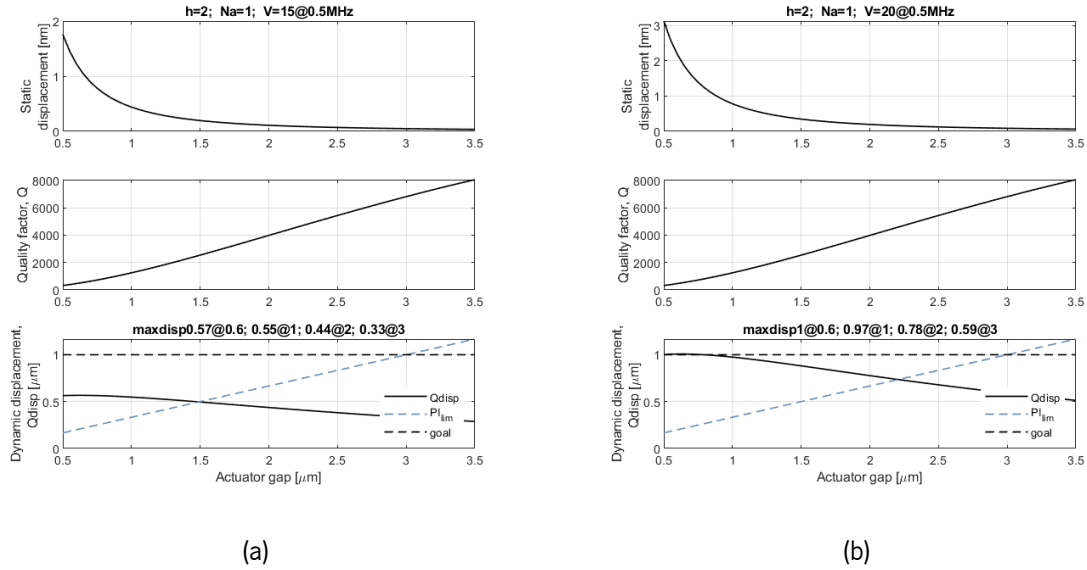 h=2; Na=1; V=15@0.5MHz
Static
displacement [nm]
2
1
0
0.5 1 1.5 2 2.5 3 3.5
Quality factor, Q
8000
6000
4000
2000
0
0.5 1 1.5 2 2.5 3 3.5
maxdisp0.57@0.6; 0.55@1; 0.44@2; 0.33@3
Dynamic displacement,
Qdisp [μm]
1
0.5
0
Qdisp
PIlim
goal
0.5 1 1.5 2 2.5 3 3.5
Actuator gap [μm]
(a)
h=2; Na=1; V=20@0.5MHz
Static
displacement [nm]
3
2
1
0
0.5 1 1.5 2 2.5 3 3.5
Quality factor, Q
8000
6000
4000
2000
0
0.5 1 1.5 2 2.5 3 3.5
maxdisp1@0.6; 0.97@1; 0.78@2; 0.59@3
Dynamic displacement,
Qdisp [μm]
1
0.5
0
Qdisp
PIlim
goal
0.5 1 1.5 2 2.5 3 3.5
Actuator gap [μm]
(b)